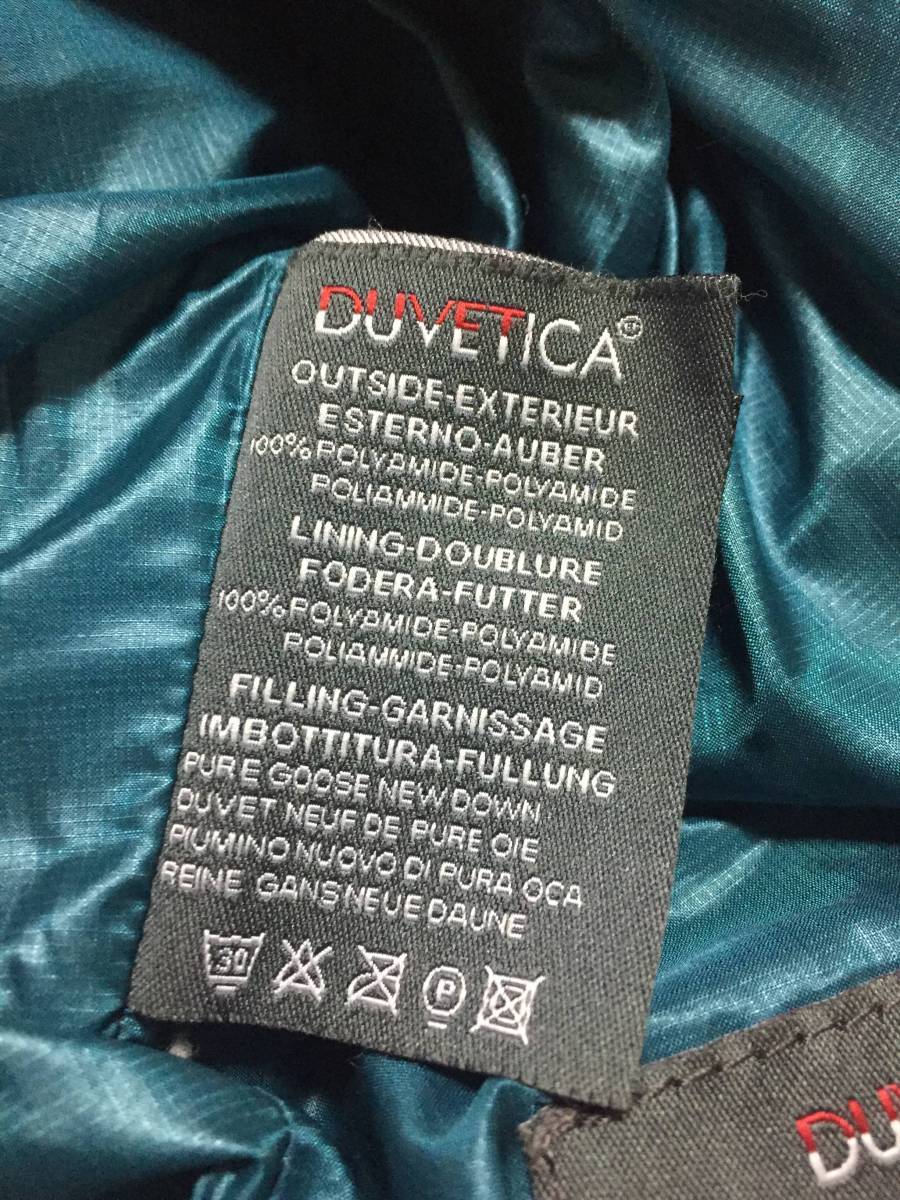 DUVETICA®
OUTSIDE-EXTERIEUR
ESTERNO-AUBER
100%POLYAMIDE-POLYAMIDE
POLIAMMIDE-POLYAMID
LINING-DOUBLURE
FODERA-FUTTER
100%POLYAMIDE-POLYAMIDE
POLIAMMIDE-POLYAMID
FILLING-GARNISSAGE
IMBOTTITURA-FULLUNG
PURE GOOSE NEW DOWN
DUVET NEUF DE PURE OIE
PIUMINO NUOVO DI PURA OCA
REINE GANS NEUE DAUNE
30 P
DU